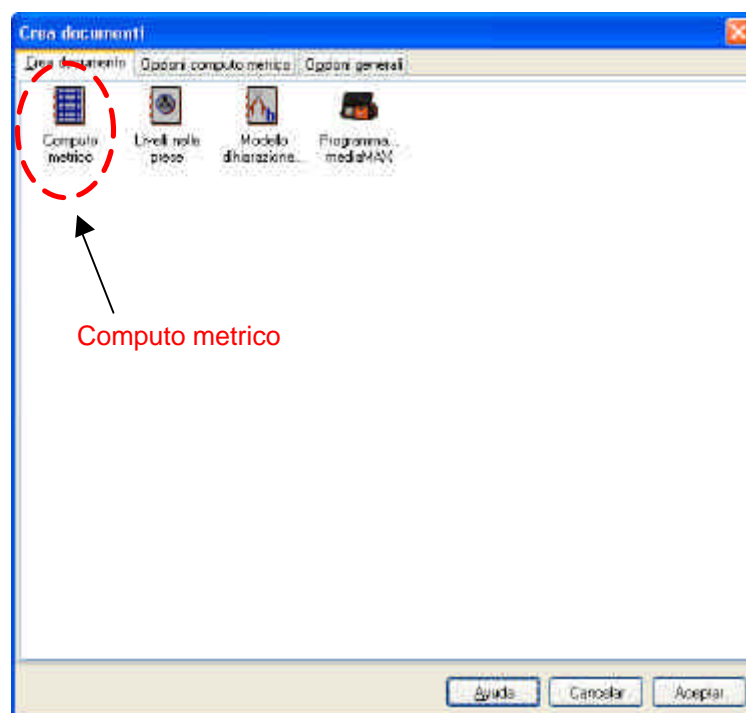 Crea documenti
Crea documento Opzioni computo metrico Opzioni generali
Computo metrico
Livelli nelle prese
Modello dihiarazione...
Programma... mediaMAX
Computo metrico
Ayuda Cancelar Aceptar